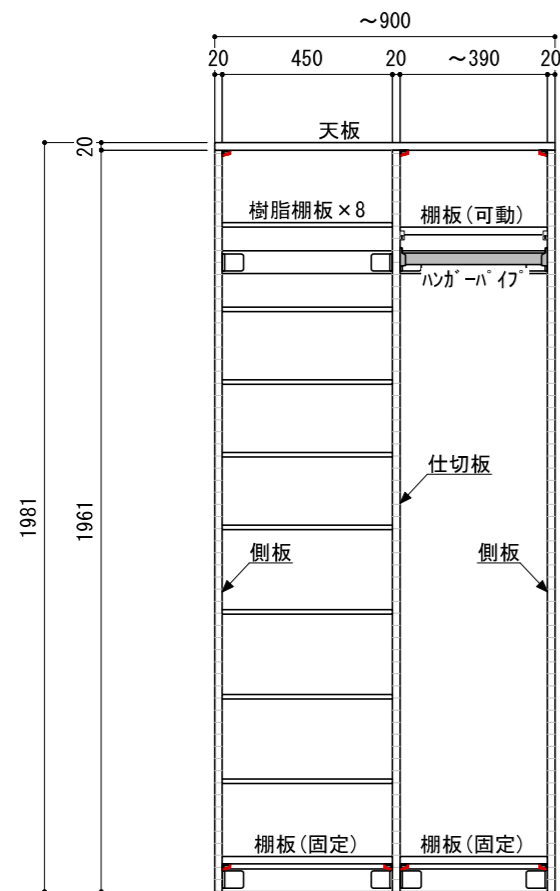 ～900
20 450 20 ～390 20
20
天板
樹脂棚板×8
棚板(可動)
ﾊﾝｶﾞｰﾊﾟｲﾌﾟ
仕切板
1981
1961
側板
側板
棚板(固定)
棚板(固定)